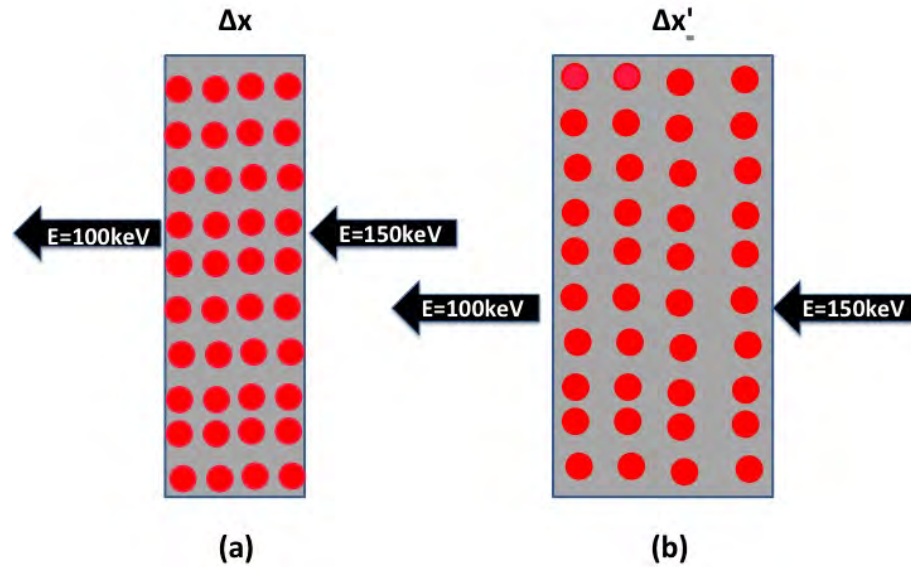 Δx
Δx'
E=100keV
E=150keV
E=100keV
E=150keV
(a)
(b)